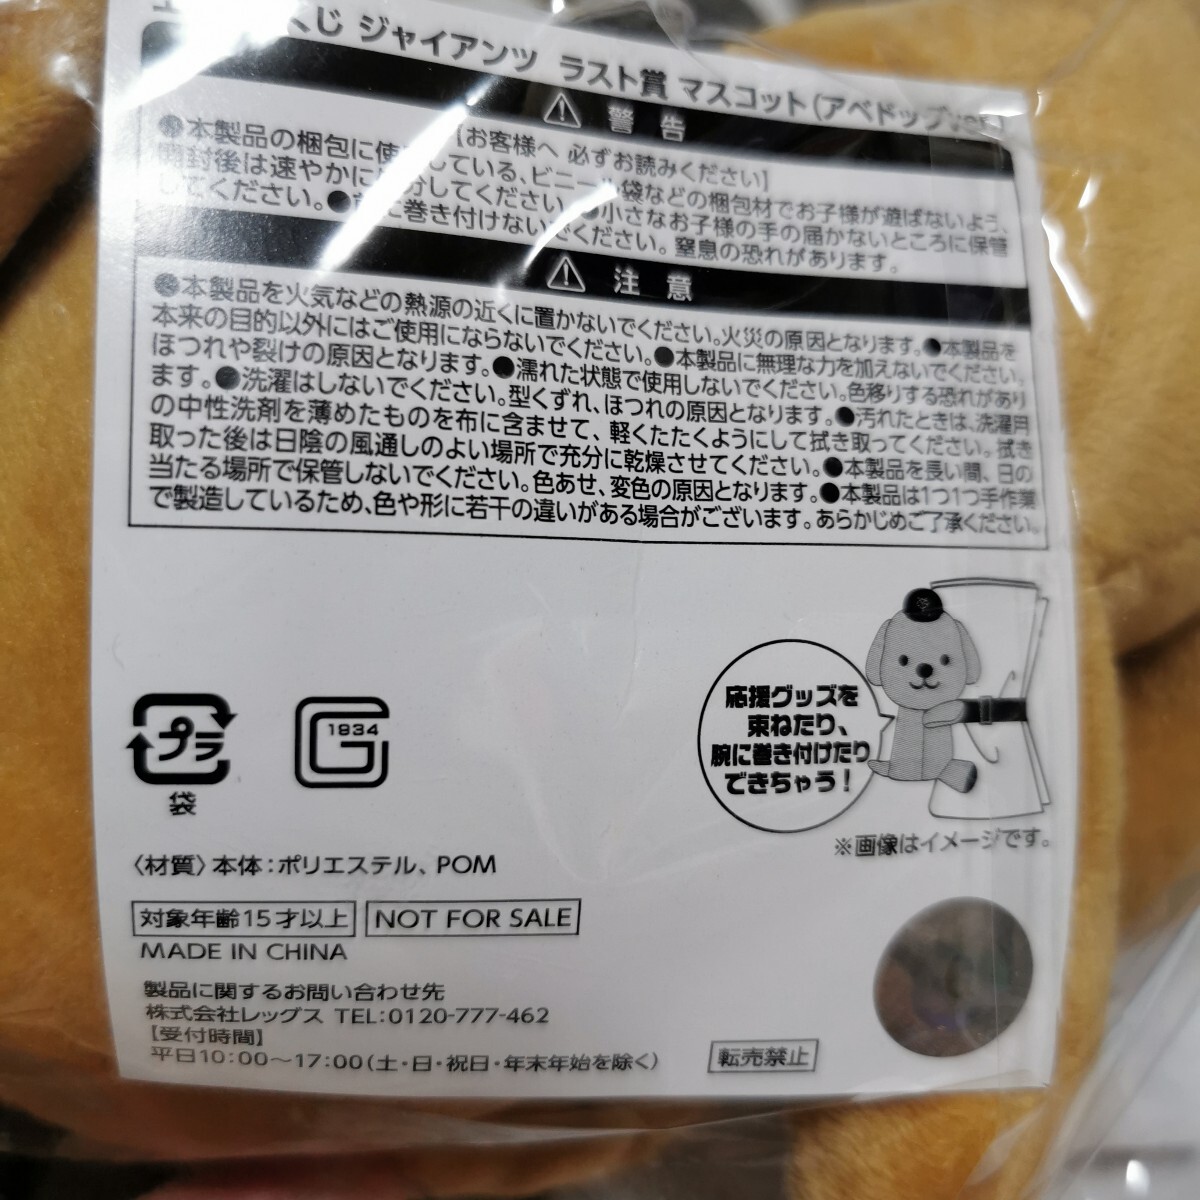 くじ ジャイアンツ ラスト賞 マスコット(アベドッグver.)
警告
【お客様へ 必ずお読みください】
●本製品の梱包に使用している、ビニール袋などの梱包材でお子様が遊ばないよう、
開封後は速やかに処分してください。●小さなお子様の手の届かないところに保管
してください。●首に巻き付けないでください。窒息の恐れがあります。
注意
●本製品を火気などの熱源の近くに置かないでください。火災の原因となります。●本製品を
本来の目的以外にはご使用にならないでください。●本製品に無理な力を加えないでください。
ほつれや裂けの原因となります。●濡れた状態で使用しないでください。色移りする恐れがあり
ます。●洗濯はしないでください。型くずれ、ほつれの原因となります。●汚れたときは、洗濯用
の中性洗剤を薄めたものを布に含ませて、軽くたたくようにして拭き取ってください。拭き
取った後は日陰の風通しのよい場所で充分に乾燥させてください。●本製品を長い間、日の
当たる場所で保管しないでください。色あせ、変色の原因となります。●本製品は1つ1つ手作業
で製造しているため、色や形に若干の違いがある場合がございます。あらかじめご了承ください。
応援グッズを
束ねたり、
腕に巻き付けたり
できちゃう!
※画像はイメージです。
プラ
袋
1934
G
〈材質〉本体:ポリエステル、POM
対象年齢15才以上 NOT FOR SALE
MADE IN CHINA
製品に関するお問い合わせ先
株式会社レッグス TEL:0120-777-462
【受付時間】
平日10:00〜17:00(土・日・祝日・年末年始を除く)
転売禁止